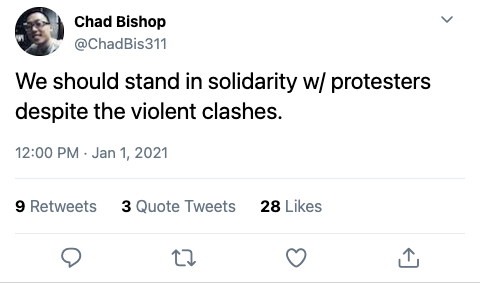 Chad Bishop
@ChadBis311
We should stand in solidarity w/ protesters
despite the violent clashes.
12:00 PM · Jan 1, 2021
9 Retweets 3 Quote Tweets 28 Likes